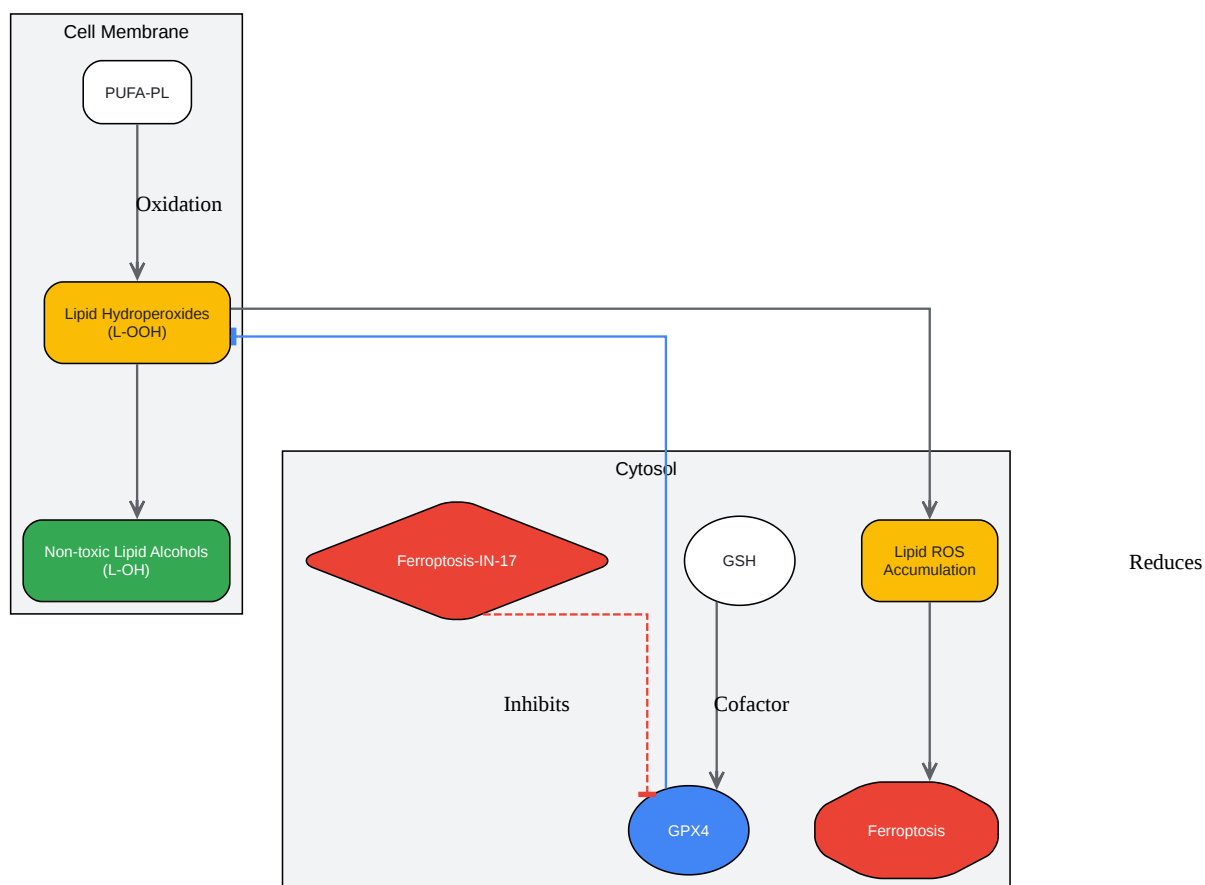 Cell Membrane
PUFA-PL
Oxidation
Lipid Hydroperoxides
(L-OOH)
Non-toxic Lipid Alcohols
(L-OH)
Cytosol
Ferroptosis-IN-17
GSH
Lipid ROS
Accumulation
Reduces
Inhibits
Cofactor
GPX4
Ferroptosis